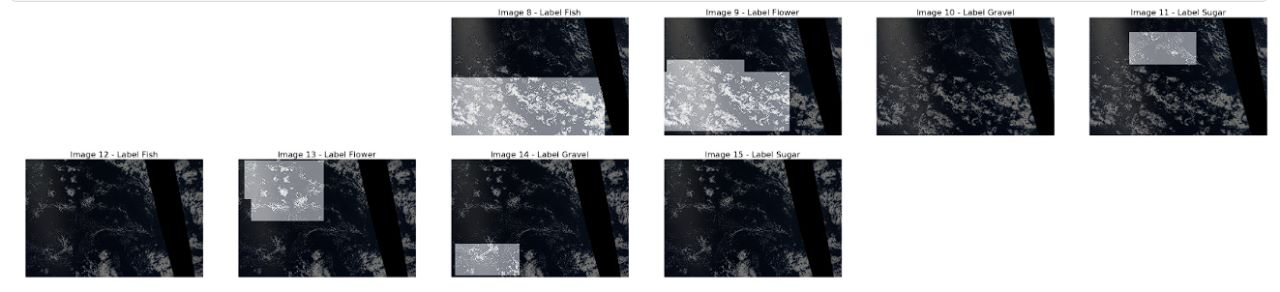 Image 8 - Label Fish
Image 9 - Label Flower
Image 10 - Label Gravel
Image 11 - Label Sugar
Image 12 - Label Fish
Image 13 - Label Flower
Image 14 - Label Gravel
Image 15 - Label Sugar